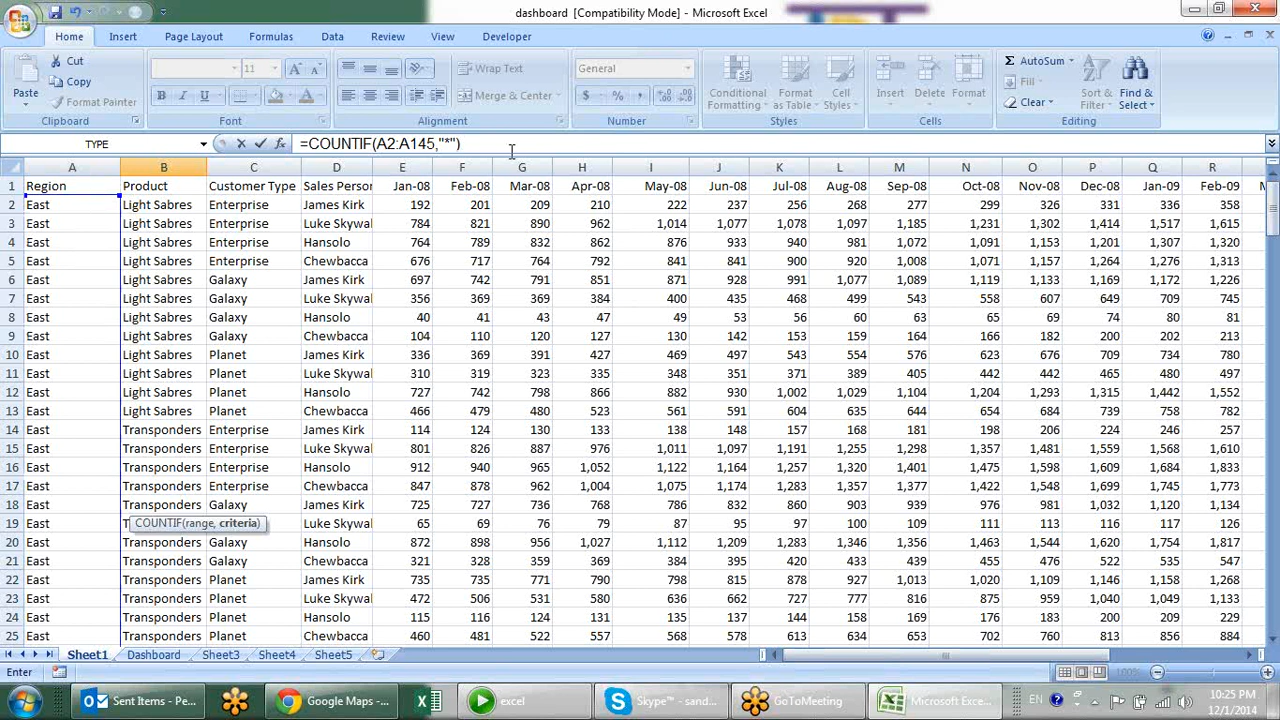 dashboard [Compatibility Mode] - Microsoft Excel
Home Insert Page Layout Formulas Data Review View Developer
Paste Cut Copy Format Painter Clipboard
11 B I U Font
Wrap Text Merge & Center Alignment
General $ % , Number
Conditional Formatting Format as Table Cell Styles Styles
Insert Delete Format Cells
Σ AutoSum Fill Clear Sort & Filter Find & Select Editing
TYPE fx =COUNTIF(A2:A145,"*")
A B C D E F G H I J K L M N O P Q R
1 Region Product Customer Type Sales Person Jan-08 Feb-08 Mar-08 Apr-08 May-08 Jun-08 Jul-08 Aug-08 Sep-08 Oct-08 Nov-08 Dec-08 Jan-09 Feb-09
2 East Light Sabres Enterprise James Kirk 192 201 209 210 222 237 256 268 277 299 326 331 336 358
3 East Light Sabres Enterprise Luke Skywal 784 821 890 962 1,014 1,077 1,078 1,097 1,185 1,231 1,302 1,414 1,517 1,615
4 East Light Sabres Enterprise Hansolo 764 789 832 862 876 933 940 981 1,072 1,091 1,153 1,201 1,307 1,320
5 East Light Sabres Enterprise Chewbacca 676 717 764 792 841 841 900 920 1,008 1,071 1,157 1,264 1,276 1,313
6 East Light Sabres Galaxy James Kirk 697 742 791 851 871 928 991 1,077 1,089 1,119 1,133 1,169 1,172 1,226
7 East Light Sabres Galaxy Luke Skywal 356 369 369 384 400 435 468 499 543 558 607 649 709 745
8 East Light Sabres Galaxy Hansolo 40 41 43 47 49 53 56 60 63 65 69 74 80 81
9 East Light Sabres Galaxy Chewbacca 104 110 120 127 130 142 153 159 164 166 182 200 202 213
10 East Light Sabres Planet James Kirk 336 369 391 427 469 497 543 554 576 623 676 709 734 780
11 East Light Sabres Planet Luke Skywal 310 319 323 335 348 351 371 389 405 442 442 465 480 497
12 East Light Sabres Planet Hansolo 727 742 798 866 882 930 1,002 1,029 1,104 1,204 1,293 1,315 1,442 1,552
13 East Light Sabres Planet Chewbacca 466 479 480 523 561 591 604 635 644 654 684 739 758 782
14 East Transponders Enterprise James Kirk 114 124 130 133 138 148 157 168 181 198 206 224 246 257
15 East Transponders Enterprise Luke Skywal 801 826 887 976 1,011 1,097 1,191 1,255 1,298 1,357 1,481 1,489 1,568 1,610
16 East Transponders Enterprise Hansolo 912 940 965 1,052 1,122 1,164 1,257 1,320 1,401 1,475 1,598 1,609 1,684 1,833
17 East Transponders Enterprise Chewbacca 847 878 962 1,004 1,075 1,174 1,283 1,357 1,377 1,469 1,556 1,699 1,745 1,773
18 East Transponders Galaxy James Kirk 725 727 736 768 786 832 860 914 939 976 981 1,032 1,120 1,134
19 East T COUNTIF(range, criteria) Luke Skywal 65 69 76 79 87 95 97 100 109 111 113 116 117 126
20 East Transponders Galaxy Hansolo 872 898 956 1,027 1,112 1,209 1,283 1,346 1,356 1,463 1,544 1,620 1,754 1,817
21 East Transponders Galaxy Chewbacca 321 328 359 369 384 395 420 433 439 455 476 522 532 552
22 East Transponders Planet James Kirk 735 735 771 790 798 815 878 927 1,013 1,020 1,109 1,146 1,158 1,268
23 East Transponders Planet Luke Skywal 472 506 531 580 636 662 727 777 816 875 959 1,040 1,049 1,133
24 East Transponders Planet Hansolo 115 116 124 131 135 137 144 158 169 176 183 200 209 229
25 East Transponders Planet Chewbacca 460 481 522 557 568 578 613 634 653 702 760 813 856 884
Sheet1 Dashboard Sheet3 Sheet4 Sheet5
Enter 100%
Sent Items - Pe... Google Maps -... excel Skype™ - sand... GoToMeeting Microsoft Exce... EN 10:25 PM
12/1/2014